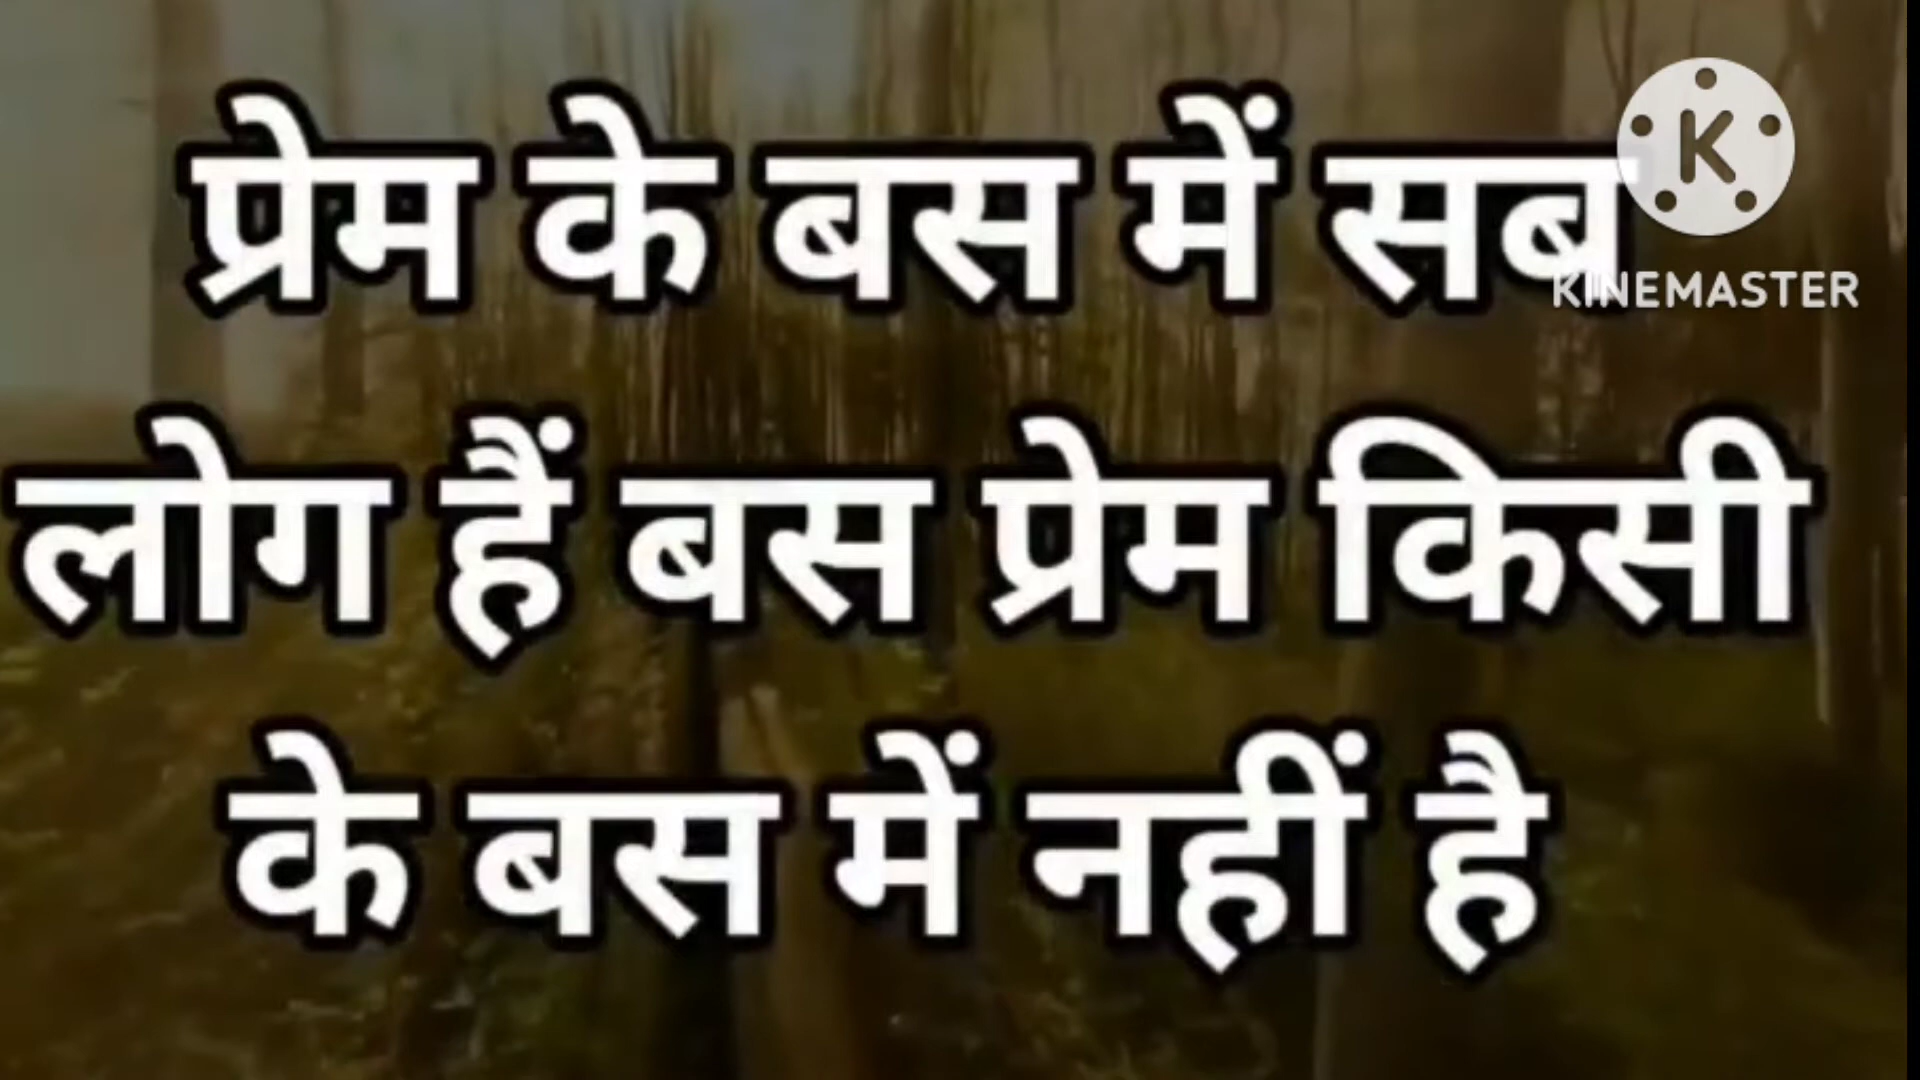 प्रेम के बस में सब
KINEMASTER
लोग हैं बस प्रेम किसी
के बस में नहीं है